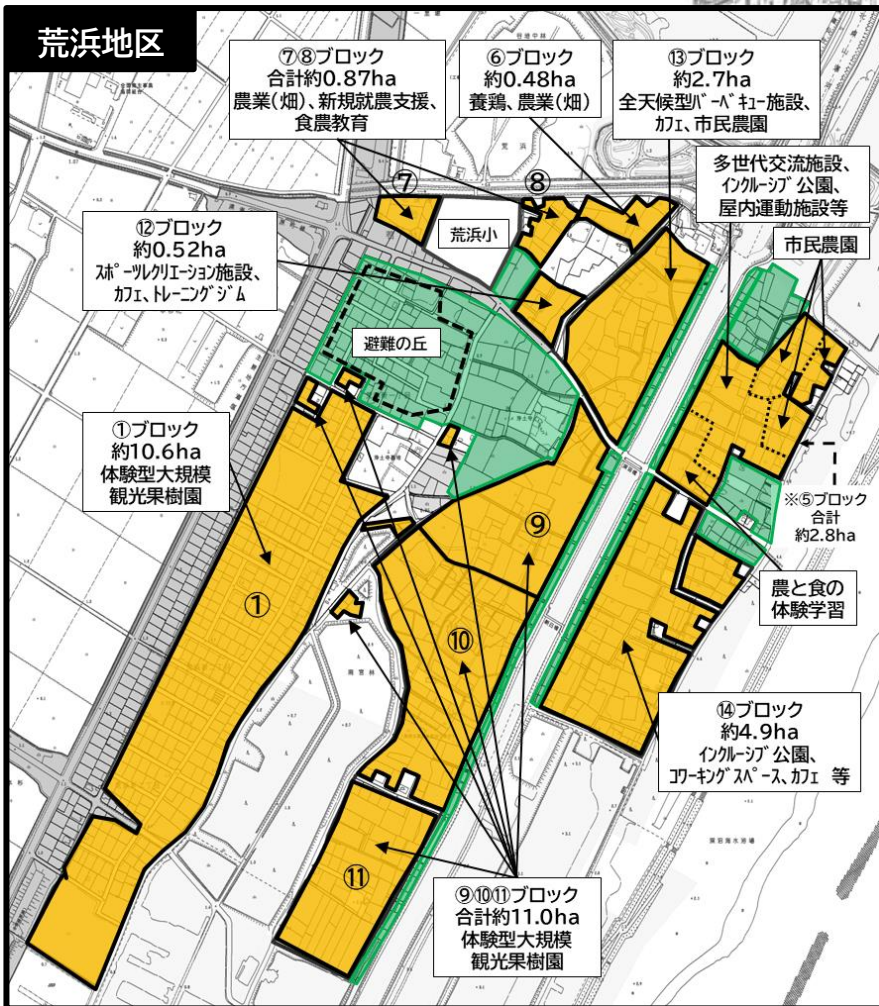 荒浜地区
⑦⑧ブロック
合計約0.87ha
農業(畑)、新規就農支援、
食農教育
⑥ブロック
約0.48ha
養鶏、農業(畑)
⑬ブロック
約2.7ha
全天候型バーベキュー施設、
カフェ、市民農園
多世代交流施設、
インクルーシブ公園、
屋内運動施設等
市民農園
⑦
⑧
荒浜
荒浜小
⑫ブロック
約0.52ha
スポーツレクリエーション施設、
カフェ、トレーニングジム
避難の丘
①ブロック
約10.6ha
体験型大規模
観光果樹園
※⑤ブロック
合計
約2.8ha
⑨
農と食の
体験学習
①
⑩
⑭ブロック
約4.9ha
インクルーシブ公園、
コワーキングスペース、カフェ 等
⑪
⑨⑩⑪ブロック
合計約11.0ha
体験型大規模
観光果樹園